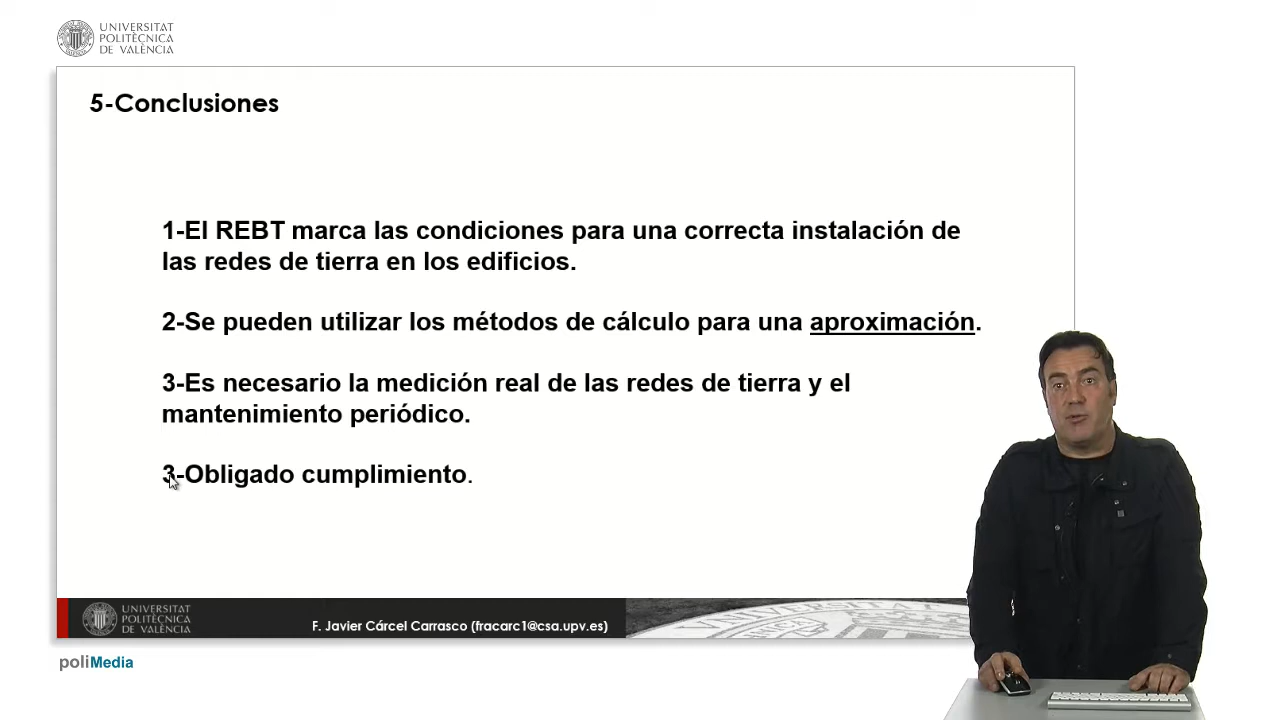 UNIVERSITAT
POLITÈCNICA
DE VALÈNCIA
5-Conclusiones
1-El REBT marca las condiciones para una correcta instalación de
las redes de tierra en los edificios.
2-Se pueden utilizar los métodos de cálculo para una aproximación.
3-Es necesario la medición real de las redes de tierra y el
mantenimiento periódico.
3-Obligado cumplimiento.
UNIVERSITAT
POLITÈCNICA
DE VALÈNCIA
F. Javier Cárcel Carrasco (fracarc1@csa.upv.es)
poliMedia